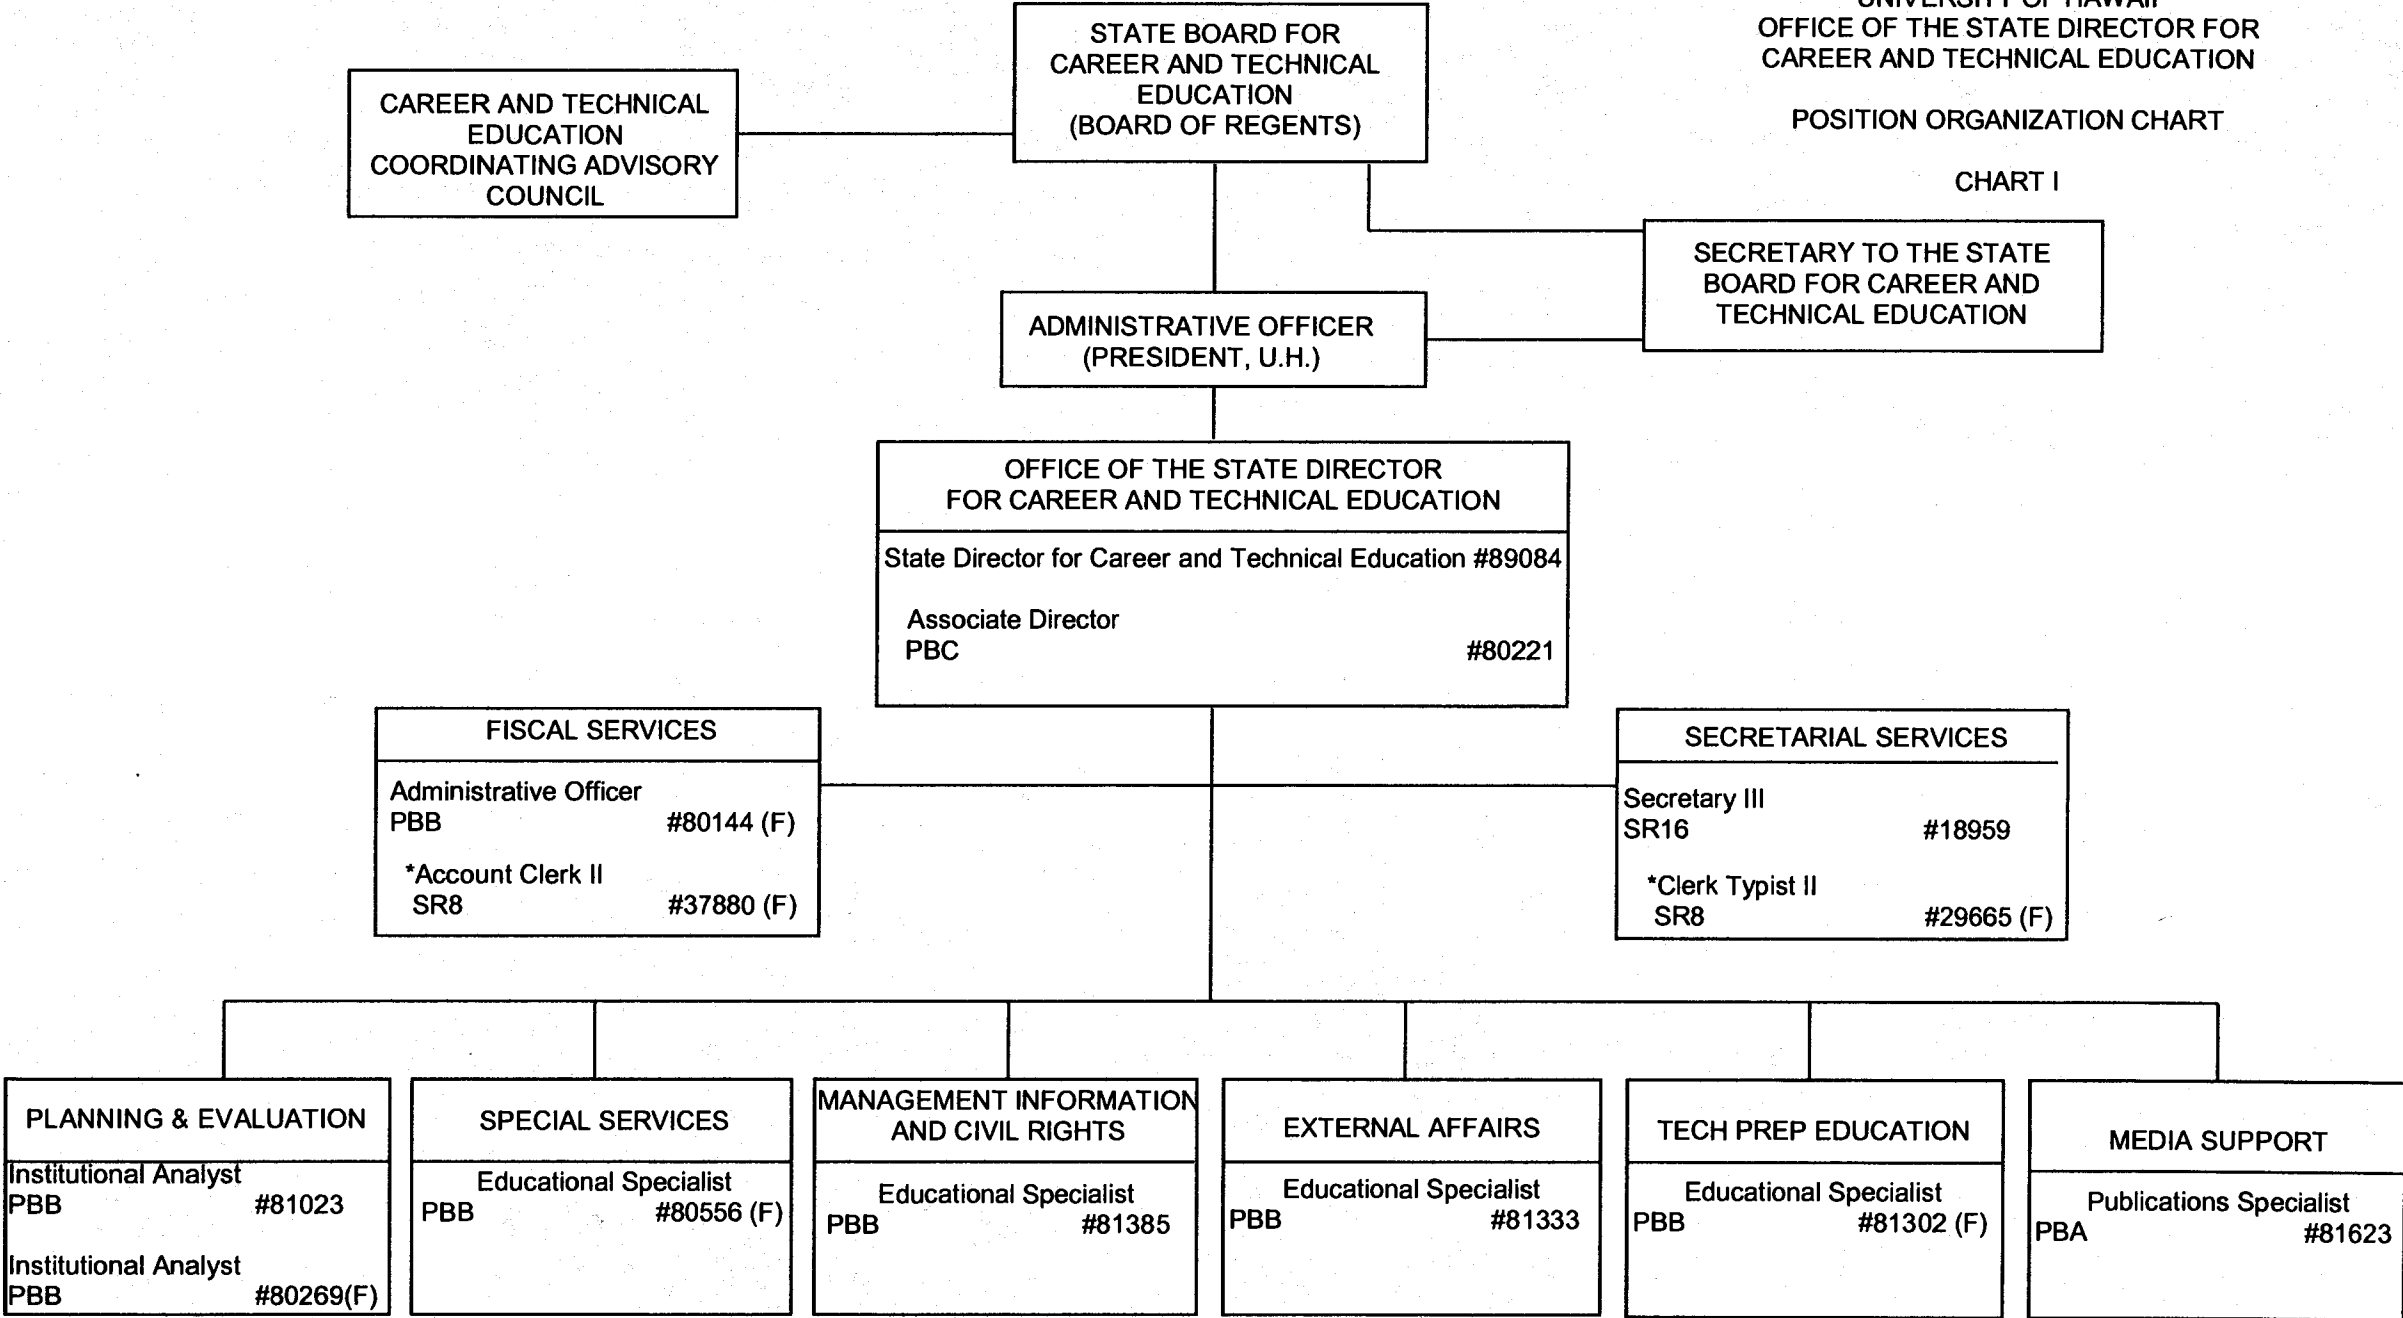 UNIVERSITY OF HAWAII
OFFICE OF THE STATE DIRECTOR FOR
CAREER AND TECHNICAL EDUCATION
POSITION ORGANIZATION CHART
CHART I
STATE BOARD FOR
CAREER AND TECHNICAL
EDUCATION
(BOARD OF REGENTS)
CAREER AND TECHNICAL
EDUCATION
COORDINATING ADVISORY
COUNCIL
SECRETARY TO THE STATE
BOARD FOR CAREER AND
TECHNICAL EDUCATION
ADMINISTRATIVE OFFICER
(PRESIDENT, U.H.)
OFFICE OF THE STATE DIRECTOR
FOR CAREER AND TECHNICAL EDUCATION
State Director for Career and Technical Education #89084
Associate Director
PBC #80221
FISCAL SERVICES
Administrative Officer
PBB #80144 (F)
*Account Clerk II
SR8 #37880 (F)
SECRETARIAL SERVICES
Secretary III
SR16 #18959
*Clerk Typist II
SR8 #29665 (F)
PLANNING & EVALUATION
Institutional Analyst
PBB #81023
Institutional Analyst
PBB #80269(F)
SPECIAL SERVICES
Educational Specialist
PBB #80556 (F)
MANAGEMENT INFORMATION
AND CIVIL RIGHTS
Educational Specialist
PBB #81385
EXTERNAL AFFAIRS
Educational Specialist
PBB #81333
TECH PREP EDUCATION
Educational Specialist
PBB #81302 (F)
MEDIA SUPPORT
Publications Specialist
PBA #81623